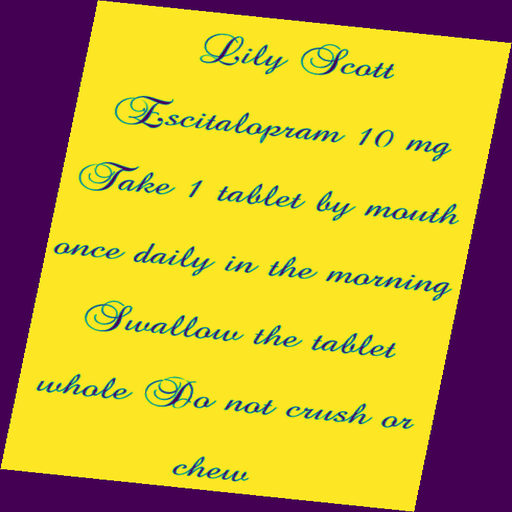 Lily Scott
Escitalopram 10 mg
Take 1 tablet by mouth
once daily in the morning
Swallow the tablet
whole Do not crush or
chew